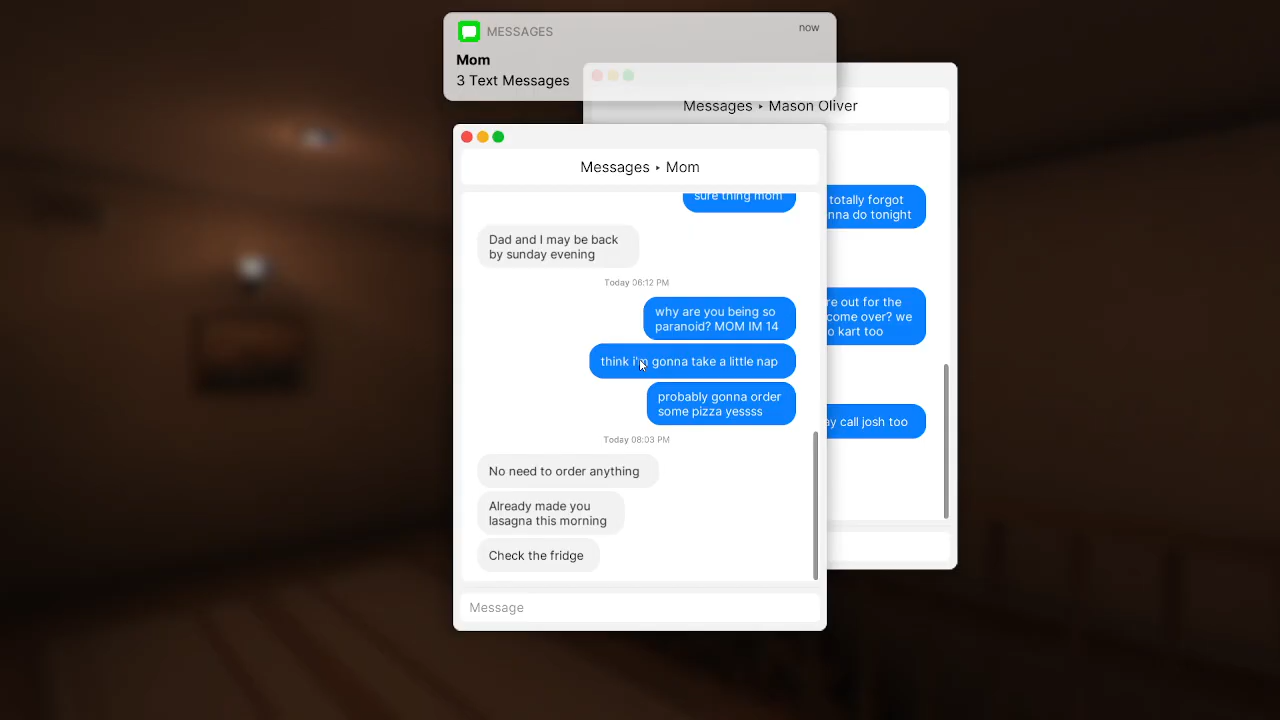 MESSAGES
now
Mom
3 Text Messages
Messages ▸ Mason Oliver
totally forgot
nna do tonight
re out for the
come over? we
o kart too
ay call josh too
Messages ▸ Mom
sure thing mom
Dad and I may be back
by sunday evening
Today 06:12 PM
why are you being so
paranoid? MOM IM 14
think i'm gonna take a little nap
probably gonna order
some pizza yessss
Today 08:03 PM
No need to order anything
Already made you
lasagna this morning
Check the fridge
Message